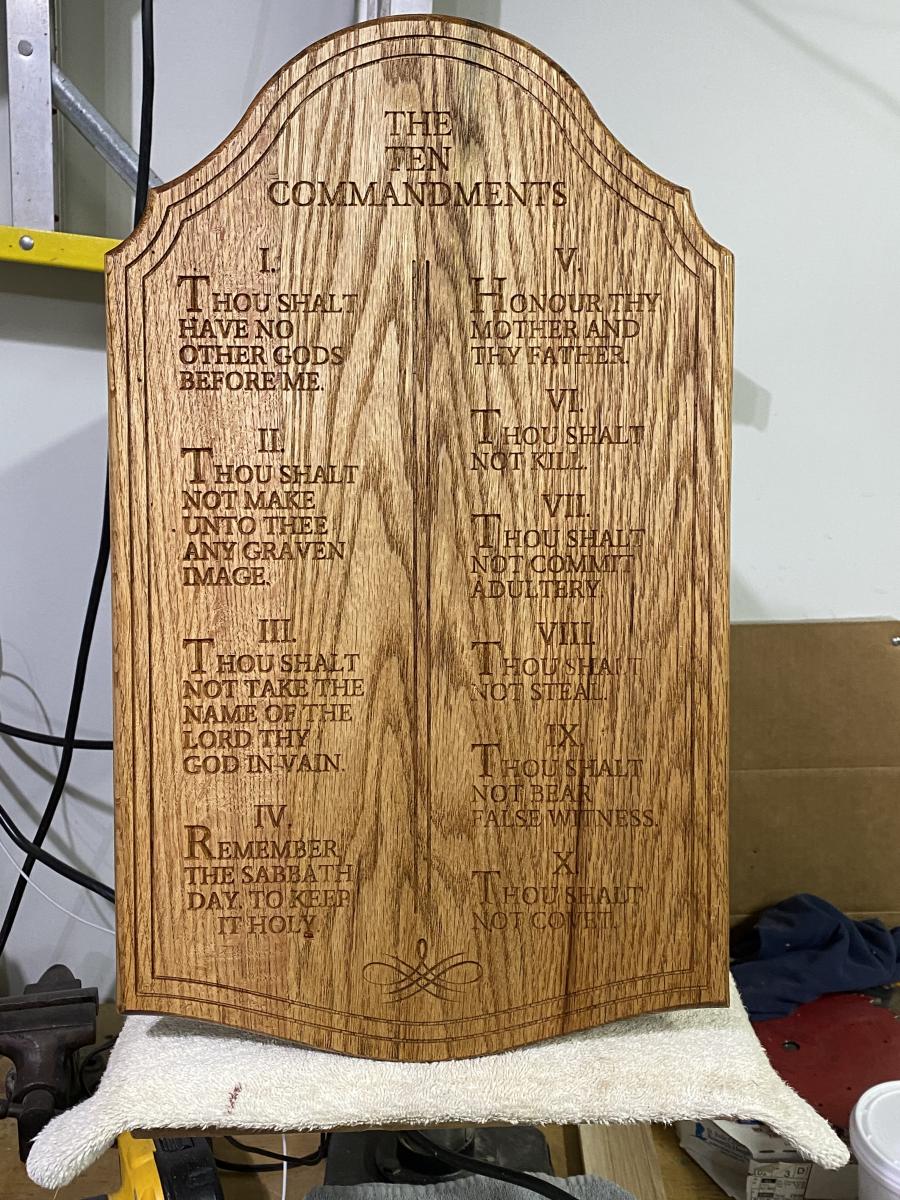 THE
TEN
COMMANDMENTS
I.
THOU SHALT
HAVE NO
OTHER GODS
BEFORE ME.
II.
THOU SHALT
NOT MAKE
UNTO THEE
ANY GRAVEN
IMAGE.
III.
THOU SHALT
NOT TAKE THE
NAME OF THE
LORD THY
GOD IN VAIN.
IV.
REMEMBER
THE SABBATH
DAY, TO KEEP
IT HOLY.
V.
HONOUR THY
MOTHER AND
THY FATHER.
VI.
THOU SHALT
NOT KILL.
VII.
THOU SHALT
NOT COMMIT
ADULTERY.
VIII.
THOU SHALT
NOT STEAL.
IX.
THOU SHALT
NOT BEAR
FALSE WITNESS.
X.
THOU SHALT
NOT COVET.
3 D